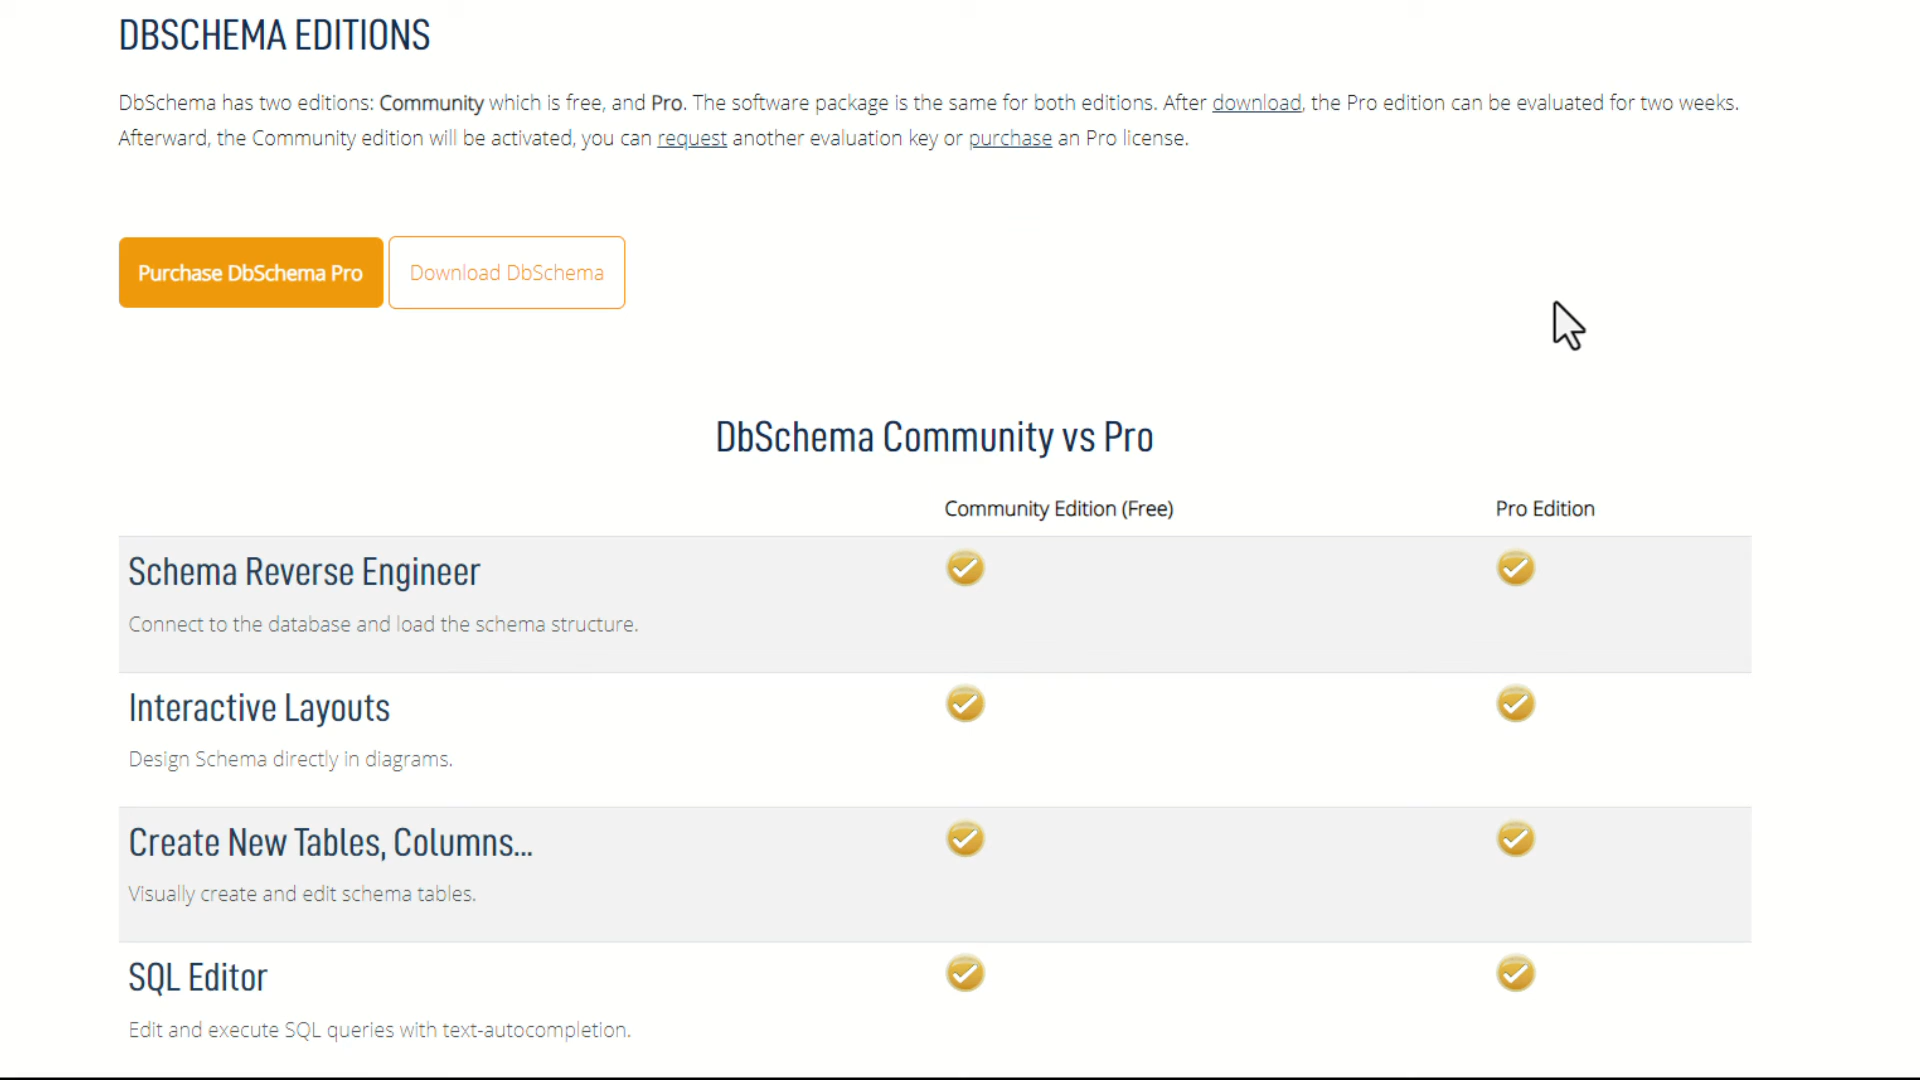 DBSCHEMA EDITIONS
DbSchema has two editions: Community which is free, and Pro. The software package is the same for both editions. After download, the Pro edition can be evaluated for two weeks.
Afterward, the Community edition will be activated, you can request another evaluation key or purchase an Pro license.
Purchase DbSchema Pro
Download DbSchema
DbSchema Community vs Pro
Community Edition (Free)
Pro Edition
Schema Reverse Engineer
Connect to the database and load the schema structure.
Interactive Layouts
Design Schema directly in diagrams.
Create New Tables, Columns...
Visually create and edit schema tables.
SQL Editor
Edit and execute SQL queries with text-autocompletion.